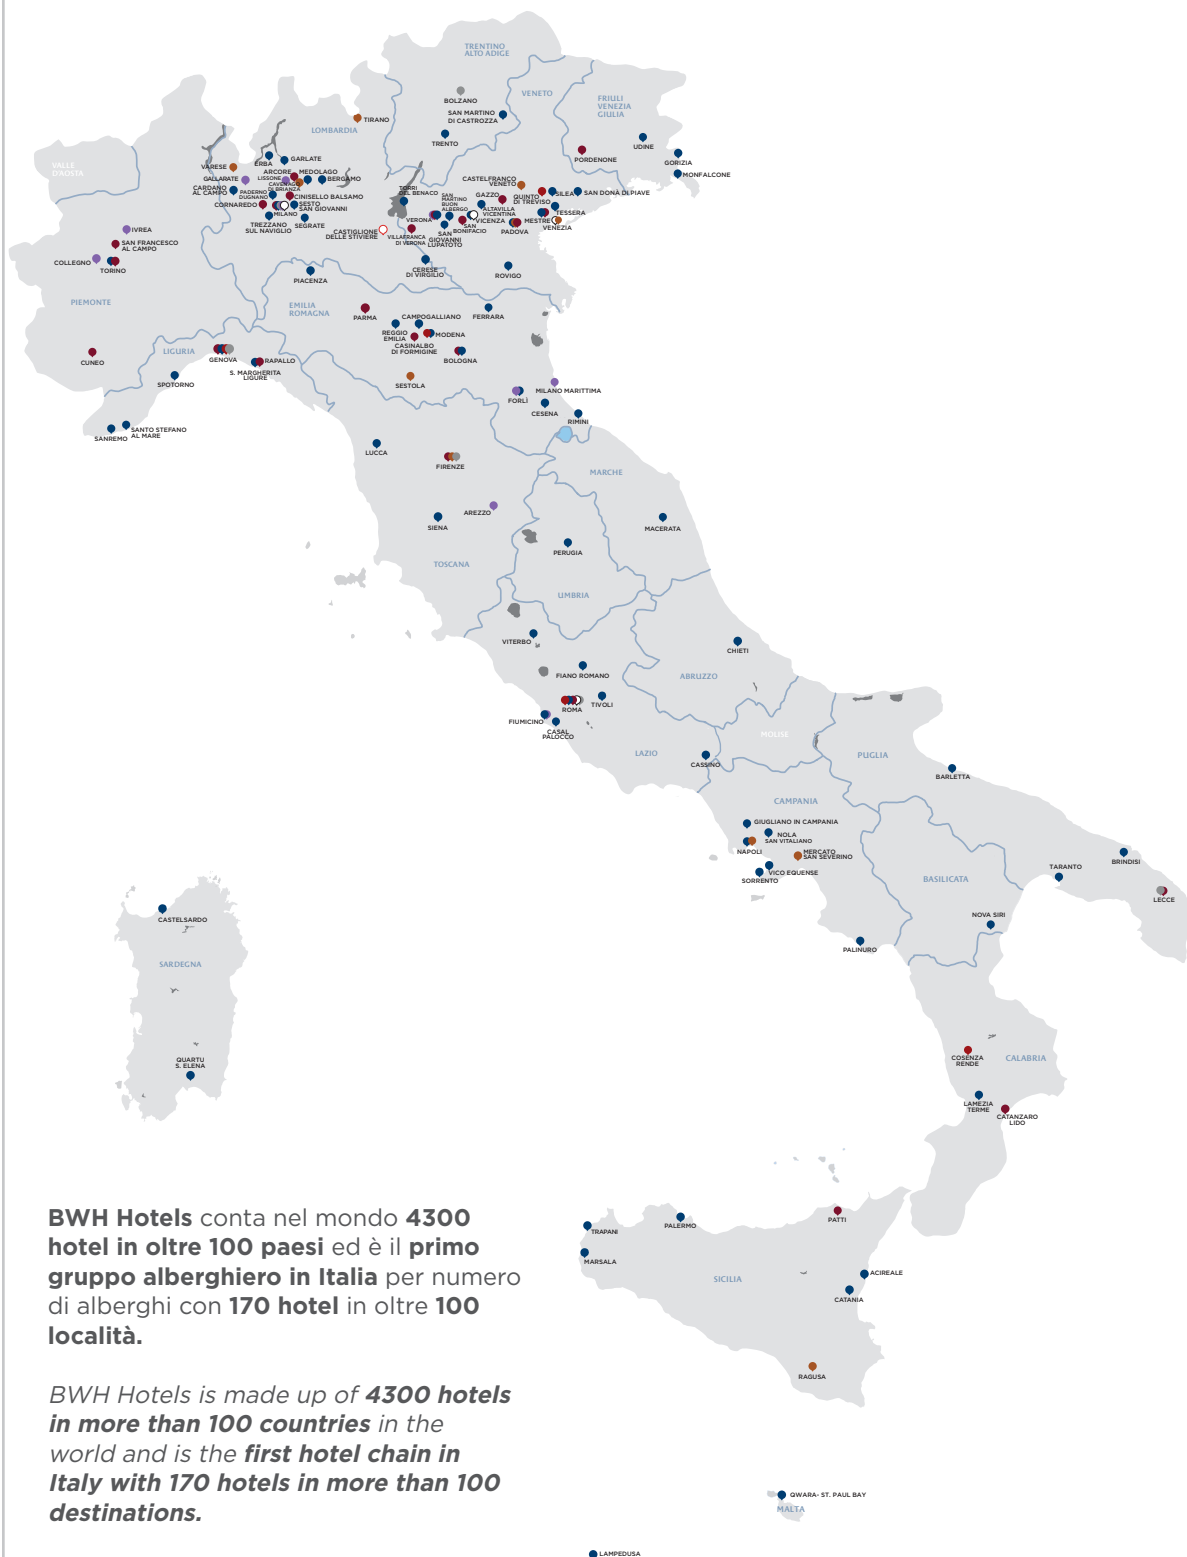 TRENTINO
ALTO ADIGE
BOLZANO
VENETO
SAN MARTINO
DI CASTROZZA
TRENTO
FRIULI
VENEZIA
GIULIA
UDINE
PORDENONE
GORIZIA
MONFALCONE
TIRANO
LOMBARDIA
VALLE
D'AOSTA
VARESE
ERBA
GARLATE
GALLARATE
ARCORE
MEDOLAGO
LISSONE
BERGAMO
CARDANO
AL CAMPO
CAVENAGO
DI BRIANZA
PADERNO
DUGNANO
CINISELLO BALSAMO
CORNAREDO
SESTO
SAN GIOVANNI
MILANO
TREZZANO
SUL NAVIGLIO
SEGRATE
TORRI
DEL BENACO
CASTIGLIONE
DELLE STIVIERE
VERONA
VILLAFRANCA
DI VERONA
SAN
MARTINO
BUON
ALBERGO
SAN
GIOVANNI
LUPATOTO
SAN
BONIFACIO
CASTELFRANCO
VENETO
GAZZO
ALTAVILLA
VICENTINA
VICENZA
QUINTO
DI TREVISO
SILEA
SAN DONÀ DI PIAVE
TESSERA
MESTRE
VENEZIA
PADOVA
CERESE
DI VIRGILIO
ROVIGO
IVREA
SAN FRANCESCO
AL CAMPO
COLLEGNO
TORINO
PIEMONTE
CUNEO
PIACENZA
EMILIA
ROMAGNA
PARMA
REGGIO
EMILIA
CAMPOGALLIANO
MODENA
CASINALBO
DI FORMIGINE
FERRARA
BOLOGNA
SESTOLA
LIGURIA
GENOVA
RAPALLO
S. MARGHERITA
LIGURE
SPOTORNO
SANREMO
SANTO STEFANO
AL MARE
MILANO MARITTIMA
FORLÌ
CESENA
RIMINI
LUCCA
FIRENZE
AREZZO
SIENA
TOSCANA
MARCHE
MACERATA
PERUGIA
UMBRIA
VITERBO
FIANO ROMANO
ROMA
TIVOLI
FIUMICINO
CASAL
PALOCCO
LAZIO
CASSINO
CHIETI
ABRUZZO
MOLISE
PUGLIA
BARLETTA
CAMPANIA
GIUGLIANO IN CAMPANIA
NOLA
SAN VITALIANO
NAPOLI
MERCATO
SAN SEVERINO
VICO EQUENSE
SORRENTO
PALINURO
BASILICATA
NOVA SIRI
TARANTO
BRINDISI
LECCE
CASTELSARDO
SARDEGNA
QUARTU
S. ELENA
COSENZA
RENDE
CALABRIA
LAMEZIA
TERME
CATANZARO
LIDO
TRAPANI
PALERMO
PATTI
MARSALA
SICILIA
ACIREALE
CATANIA
RAGUSA
BWH Hotels conta nel mondo 4300
hotel in oltre 100 paesi ed è il primo
gruppo alberghiero in Italia per numero
di alberghi con 170 hotel in oltre 100
località.
BWH Hotels is made up of 4300 hotels
in more than 100 countries in the
world and is the first hotel chain in
Italy with 170 hotels in more than 100
destinations.
QWARA- ST. PAUL BAY
MALTA
LAMPEDUSA